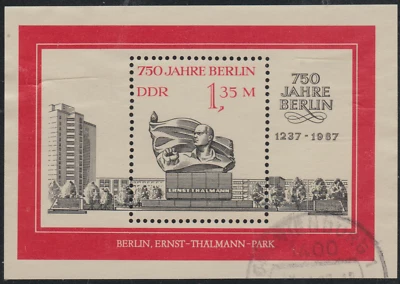 750 JAHRE BERLIN
DDR
1,35 M
ERNST THÄLMANN
750
JAHRE
BERLIN
1237-1987
BERLIN, ERNST-THÄLMANN-PARK